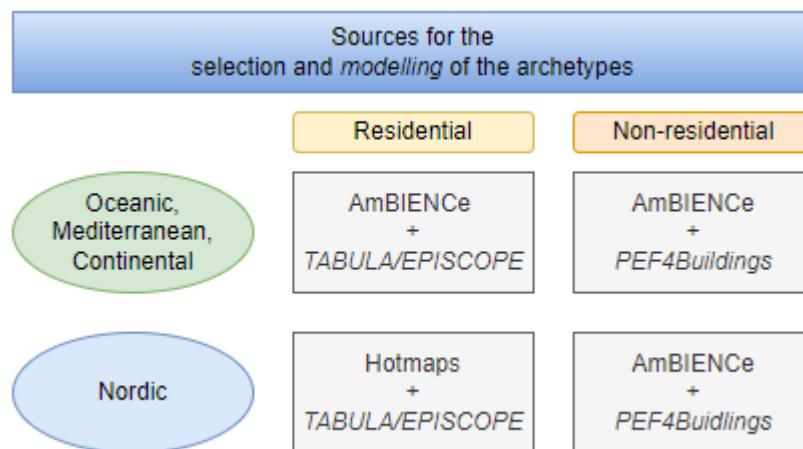 Sources for the
selection and modelling of the archetypes
Residential
Non-residential
Oceanic,
Mediterranean,
Continental
AmBIENCe
+
TABULA/EPISCOPE
AmBIENCe
+
PEF4Buildings
Nordic
Hotmaps
+
TABULA/EPISCOPE
AmBIENCe
+
PEF4Buidlings